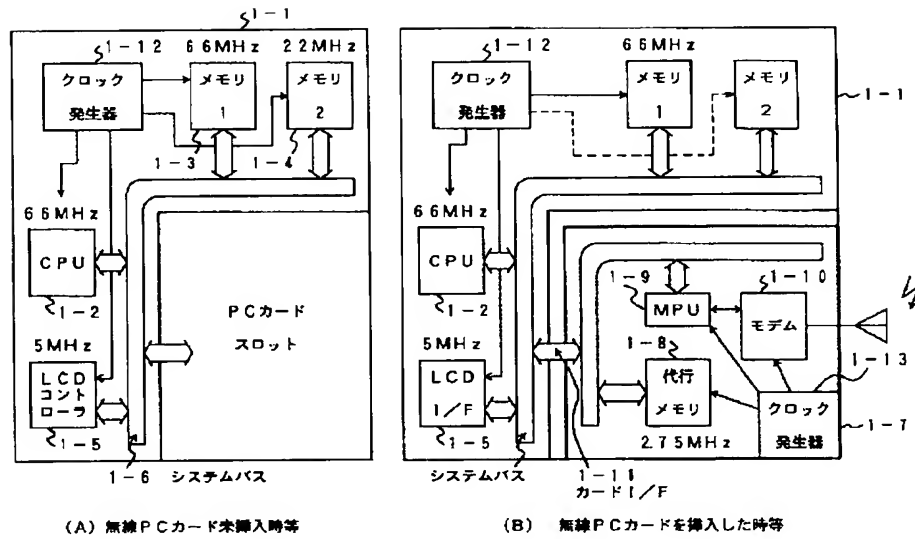 1-1
1-12
66MHz
22MHz
クロック
発生器
メモリ
1
メモリ
2
1-3
1-4
66MHz
CPU
1-2
PCカード
スロット
5MHz
LCD
コント
ローラ
1-5
1-6 システムバス
(A) 無線PCカード未挿入時等
1-12
66MHz
クロック
発生器
メモリ
1
メモリ
2
1-1
66MHz
CPU
1-2
1-9
1-10
MPU
モデム
5MHz
LCD
I/F
1-5
1-8
代行
メモリ
2.75MHz
1-13
クロック
発生器
1-7
システムバス
1-11
カードI/F
(B) 無線PCカードを挿入した時等